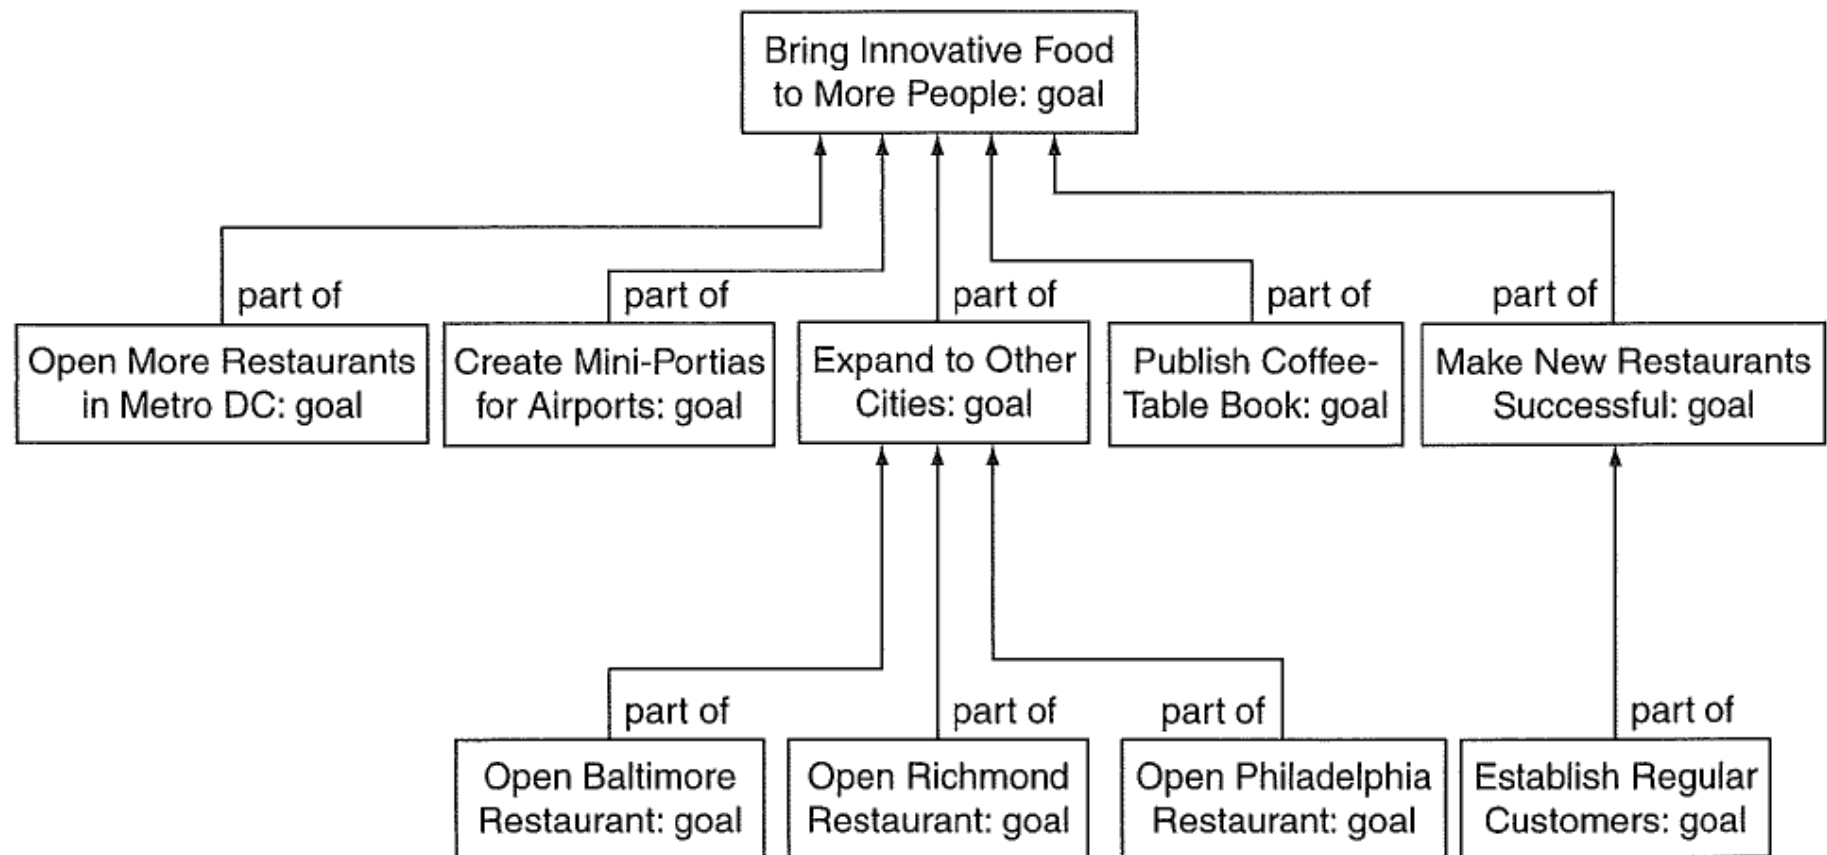 Bring Innovative Food
to More People: goal
part of
part of
part of
part of
part of
Open More Restaurants
in Metro DC: goal
Create Mini-Portias
for Airports: goal
Expand to Other
Cities: goal
Publish Coffee-
Table Book: goal
Make New Restaurants
Successful: goal
part of
part of
part of
part of
Open Baltimore
Restaurant: goal
Open Richmond
Restaurant: goal
Open Philadelphia
Restaurant: goal
Establish Regular
Customers: goal